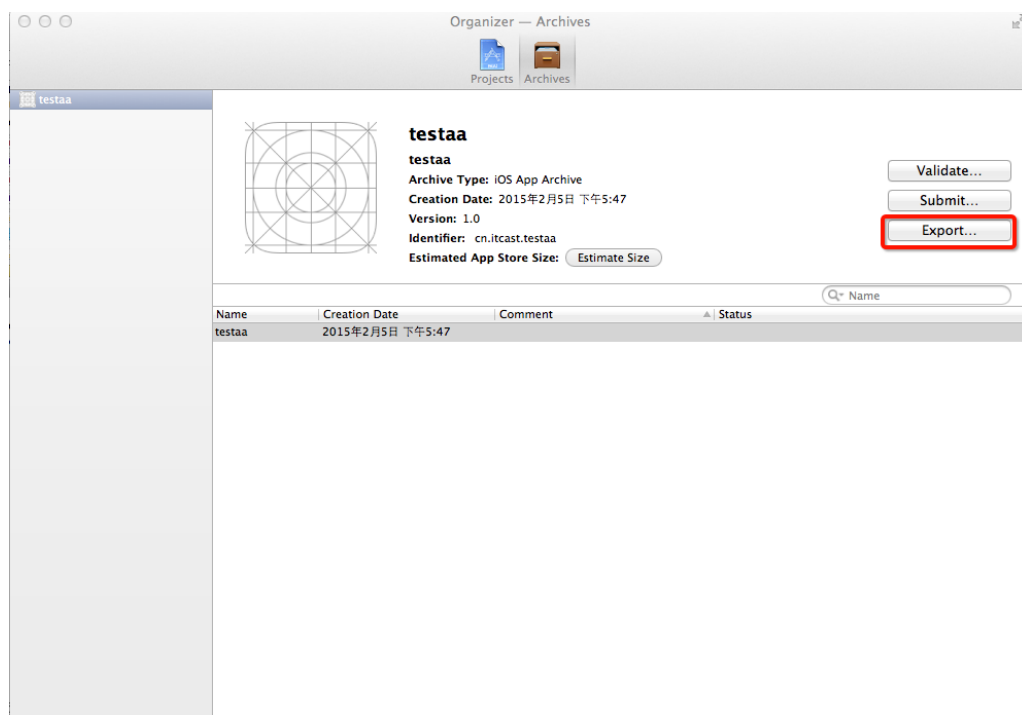 Organizer — Archives
Projects Archives
testaa
testaa
testaa
Archive Type: iOS App Archive
Creation Date: 2015年2月5日 下午5:47
Version: 1.0
Identifier: cn.itcast.testaa
Estimated App Store Size: Estimate Size
Validate...
Submit...
Export...
Name
Name Creation Date Comment Status
testaa 2015年2月5日 下午5:47